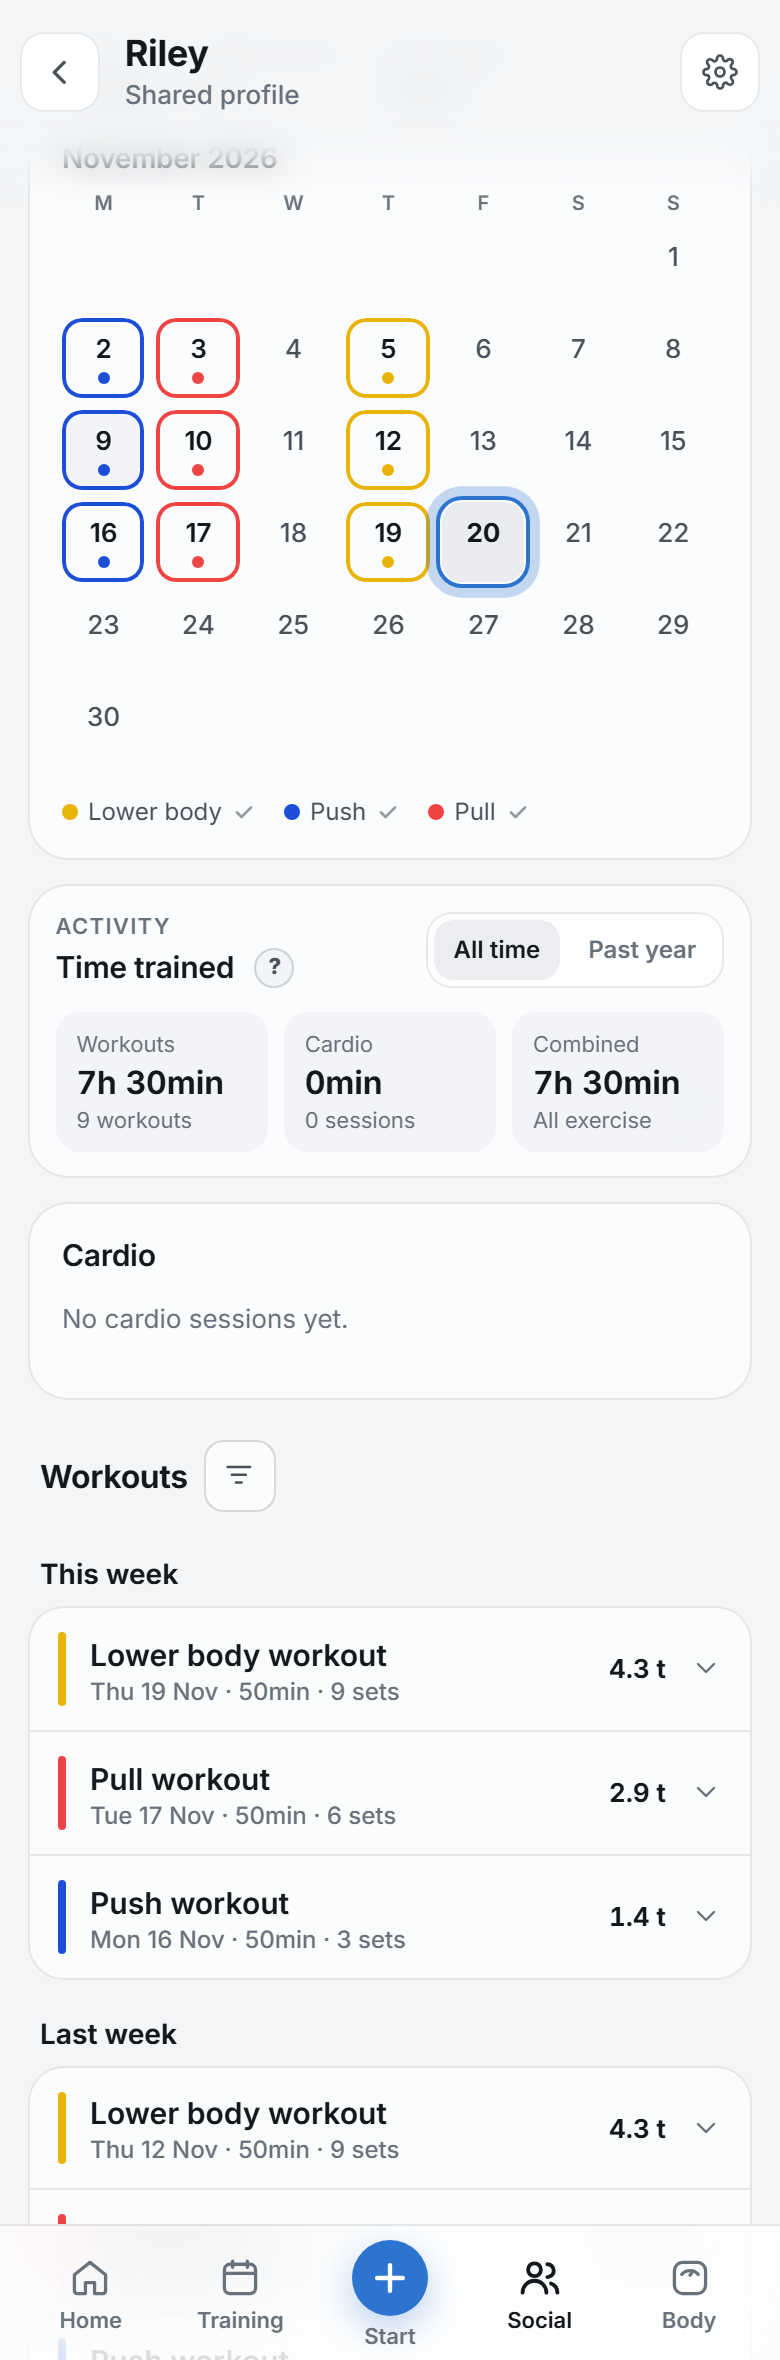 Riley
Shared profile
November 2026
M T W T F S S
1
2 3 4 5 6 7 8
9 10 11 12 13 14 15
16 17 18 19 20 21 22
23 24 25 26 27 28 29
30
Lower body Push Pull
ACTIVITY
Time trained ?
All time Past year
Workouts Cardio Combined
7h 30min 0min 7h 30min
9 workouts 0 sessions All exercise
Cardio
No cardio sessions yet.
Workouts
This week
Lower body workout 4.3 t
Thu 19 Nov · 50min · 9 sets
Pull workout 2.9 t
Tue 17 Nov · 50min · 6 sets
Push workout 1.4 t
Mon 16 Nov · 50min · 3 sets
Last week
Lower body workout 4.3 t
Thu 12 Nov · 50min · 9 sets
Home Training Start Social Body
Push workout